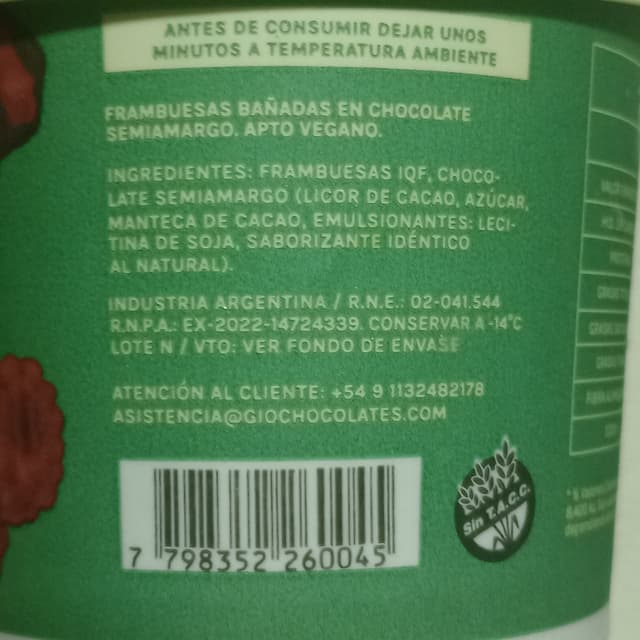 ANTES DE CONSUMIR DEJAR UNOS
MINUTOS A TEMPERATURA AMBIENTE
FRAMBUESAS BAÑADAS EN CHOCOLATE
SEMIAMARGO. APTO VEGANO.
INGREDIENTES: FRAMBUESAS IQF, CHOCO-
LATE SEMIAMARGO (LICOR DE CACAO, AZÚCAR,
MANTECA DE CACAO, EMULSIONANTES: LECI-
TINA DE SOJA, SABORIZANTE IDÉNTICO
AL NATURAL).
INDUSTRIA ARGENTINA / R.N.E.: 02-041.544
R.N.P.A.: EX-2022-14724339. CONSERVAR A -14°C
LOTE N / VTO: VER FONDO DE ENVASE
ATENCIÓN AL CLIENTE: +54 9 1132482178
ASISTENCIA@GIOCHOCOLATES.COM
7 798352 260045
Sin T.A.C.C.